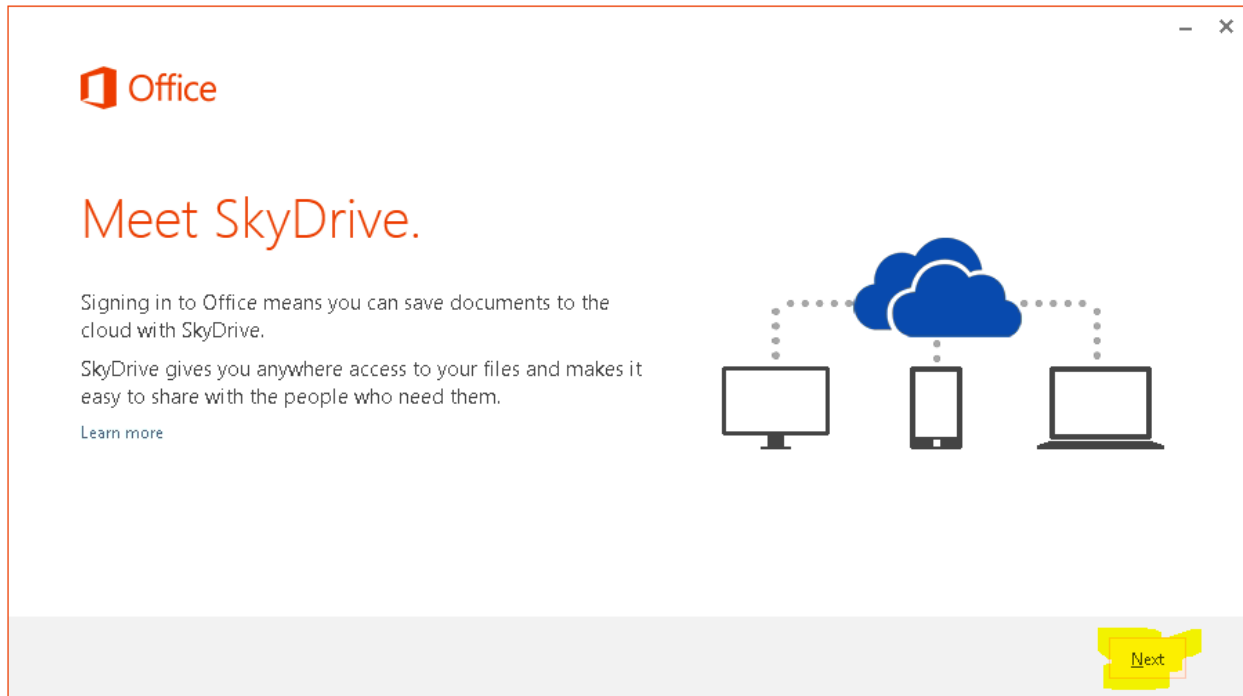 Office
Meet SkyDrive.
Signing in to Office means you can save documents to the
cloud with SkyDrive.
SkyDrive gives you anywhere access to your files and makes it
easy to share with the people who need them.
Learn more
Next